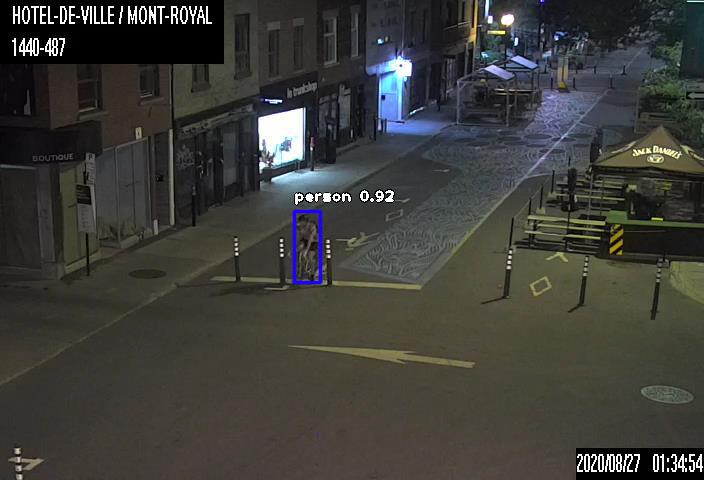 HOTEL-DE-VILLE / MONT-ROYAL
1440-487
BOUTIQUE
person 0.92
JACK DANIEL'S
2020/08/27 01:34:54